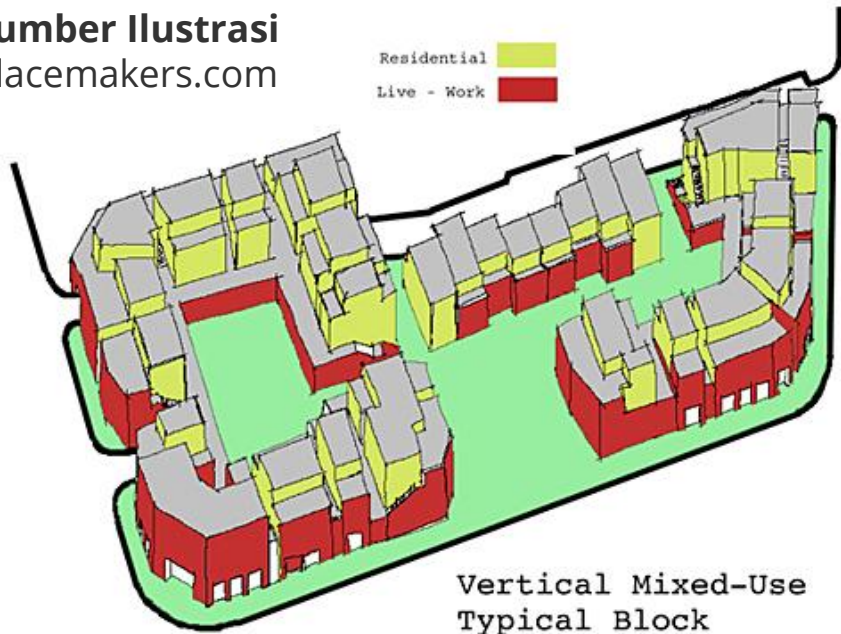 umber Ilustrasi
lacemakers.com
Residential
Live - Work
Vertical Mixed-Use
Typical Block